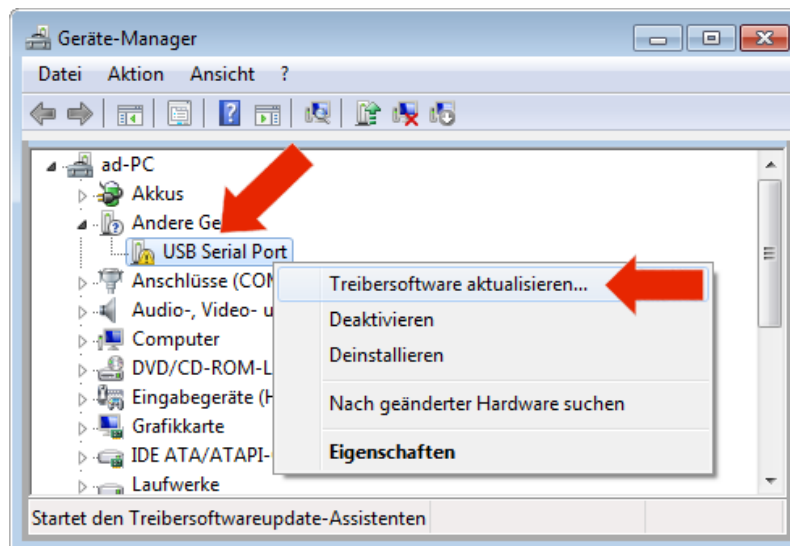 Geräte-Manager
Datei Aktion Ansicht ?
ad-PC
Akkus
Andere Ge
USB Serial Port
Anschlüsse (COM
Audio-, Video- u
Computer
DVD/CD-ROM-L
Eingabegeräte (H
Grafikkarte
IDE ATA/ATAPI-
Laufwerke
Treibersoftware aktualisieren...
Deaktivieren
Deinstallieren
Nach geänderter Hardware suchen
Eigenschaften
Startet den Treibersoftwareupdate-Assistenten